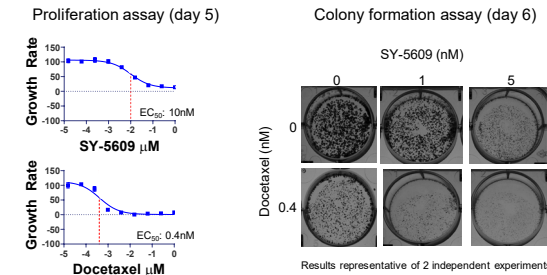 Proliferation assay (day 5)
Growth Rate
150
100
50
0
-50
-100
-5 -4 -3 -2 -1 0
EC50: 10nM
SY-5609 μM
Growth Rate
150
100
50
0
-50
-100
-5 -4 -3 -2 -1 0
EC50: 0.4nM
Docetaxel μM
Colony formation assay (day 6)
SY-5609 (nM)
0 1 5
Docetaxel (nM)
0
0.4
Results representative of 2 independent experiments